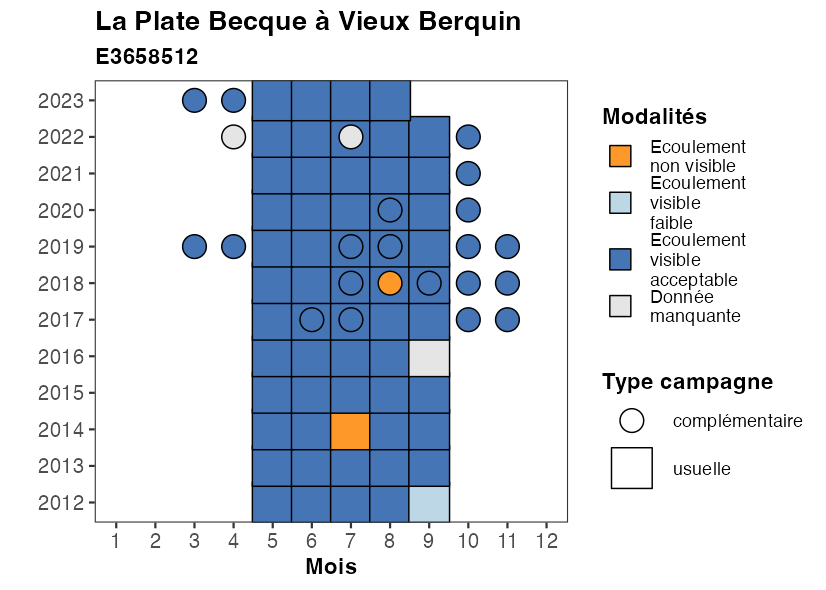 La Plate Becque à Vieux Berquin
E3658512
2023
2022
2021
2020
2019
2018
2017
2016
2015
2014
2013
2012
1 2 3 4 5 6 7 8 9 10 11 12
Mois
Modalités
Ecoulement
non visible
Ecoulement
visible
faible
Ecoulement
visible
acceptable
Donnée
manquante
Type campagne
complémentaire
usuelle